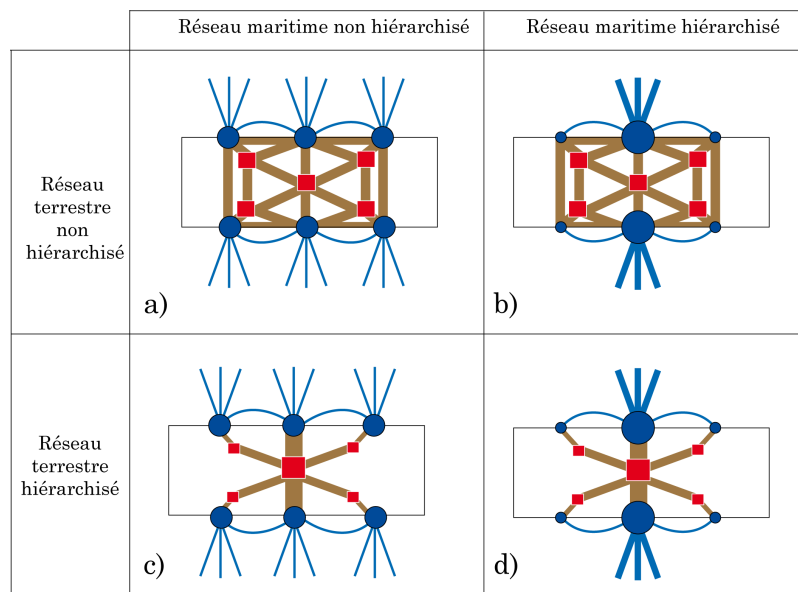 Réseau maritime non hiérarchisé
Réseau maritime hiérarchisé
Réseau
terrestre
non
hiérarchisé
a)
b)
Réseau
terrestre
hiérarchisé
c)
d)